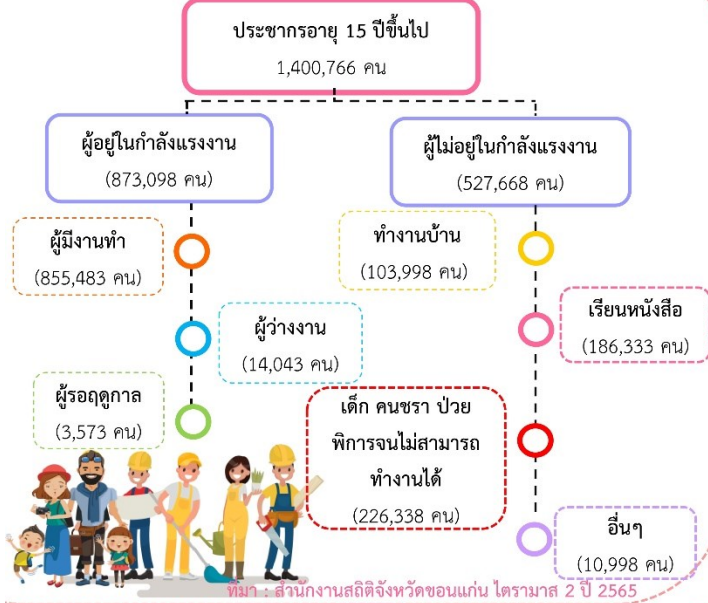 ประชากรอายุ 15 ปีขึ้นไป
1,400,766 คน
ผู้อยู่ในกำลังแรงงาน
(873,098 คน)
ผู้ไม่อยู่ในกำลังแรงงาน
(527,668 คน)
ผู้มีงานทำ
(855,483 คน)
ผู้ว่างงาน
(14,043 คน)
ผู้รอฤดูกาล
(3,573 คน)
ทำงานบ้าน
(103,998 คน)
เรียนหนังสือ
(186,333 คน)
เด็ก คนชรา ป่วย
พิการจนไม่สามารถ
ทำงานได้
(226,338 คน)
อื่นๆ
(10,998 คน)
ที่มา : สำนักงานสถิติจังหวัดขอนแก่น ไตรามาส 2 ปี 2565